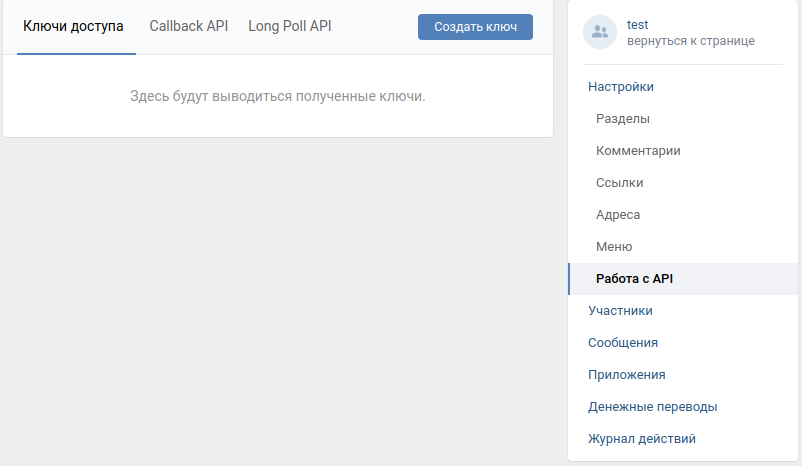 Ключи доступа
Callback API
Long Poll API
Создать ключ
Здесь будут выводиться полученные ключи.
test
вернуться к странице
Настройки
Разделы
Комментарии
Ссылки
Адреса
Меню
Работа с API
Участники
Сообщения
Приложения
Денежные переводы
Журнал действий